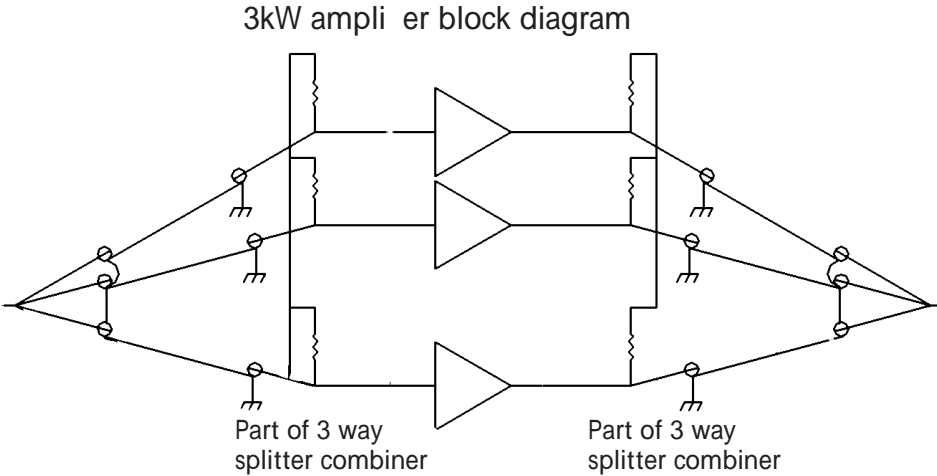 3kW ampli er block diagram
Part of 3 way
splitter combiner
Part of 3 way
splitter combiner